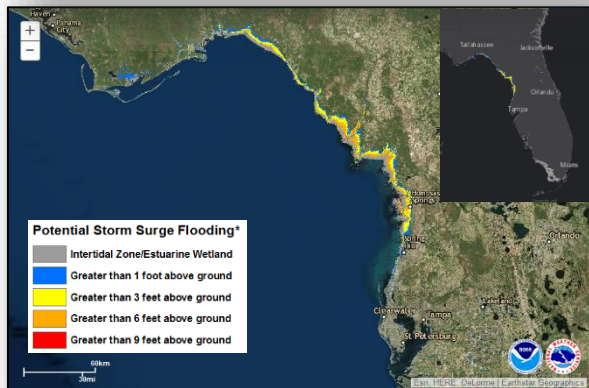 Haven
Panama
City
+
−
Tallahassee
Jacksonville
Orlando
Tampa
Miami
Springs
Spring
Orlando
Lakeland
Clearwater
Tampa
St Petersburg
Potential Storm Surge Flooding*
Intertidal Zone/Estuarine Wetland
Greater than 1 foot above ground
Greater than 3 feet above ground
Greater than 6 feet above ground
Greater than 9 feet above ground
60km
30mi
Esri, HERE, DeLorme | Earthstar Geographics